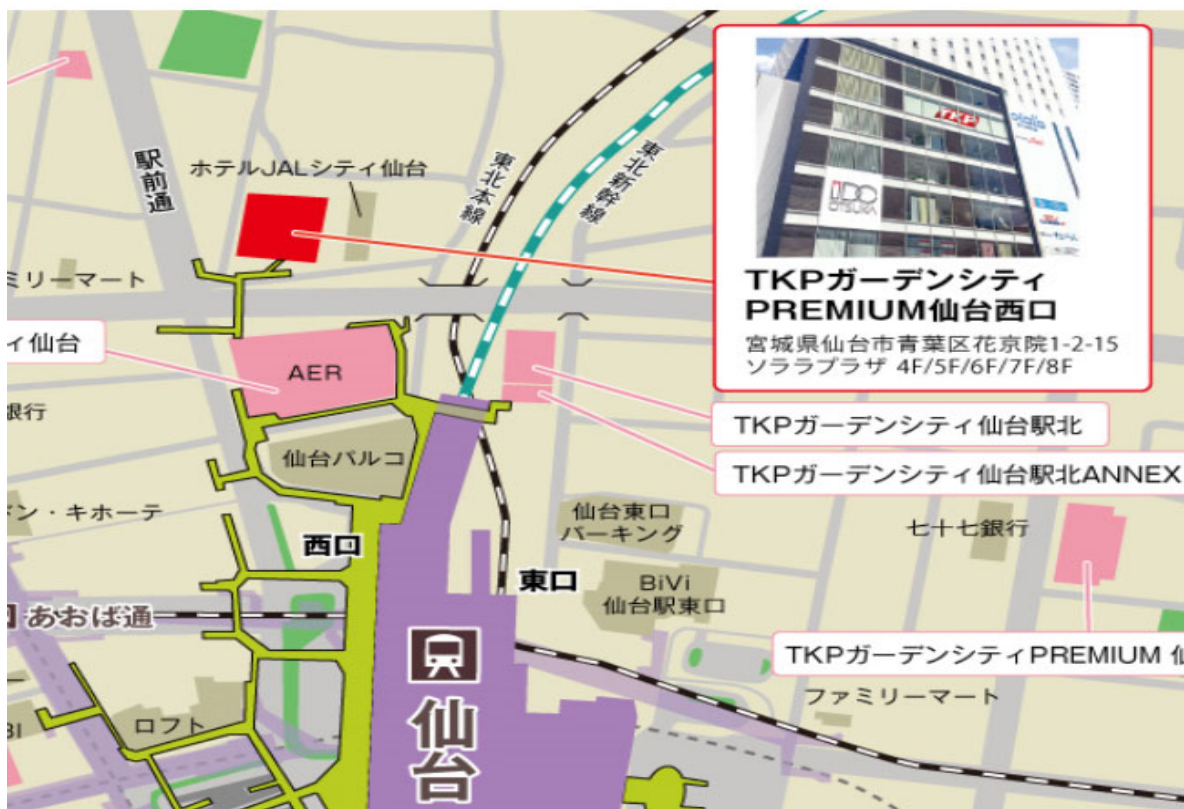 駅前通
ホテルJALシティ仙台
東北本線
東北新幹線
TKP
IDC
OTSUKA
TKPガーデンシティ
PREMIUM仙台西口
宮城県仙台市青葉区花京院1-2-15
ソララプラザ 4F/5F/6F/7F/8F
ミリーマート
ィ仙台
AER
銀行
仙台パルコ
TKPガーデンシティ仙台駅北
TKPガーデンシティ仙台駅北ANNEX
ドン・キホーテ
仙台東口
パーキング
七十七銀行
西口
東口
BiVi
仙台駅東口
あおば通
TKPガーデンシティPREMIUM 仙
ファミリーマート
ロフト
仙台